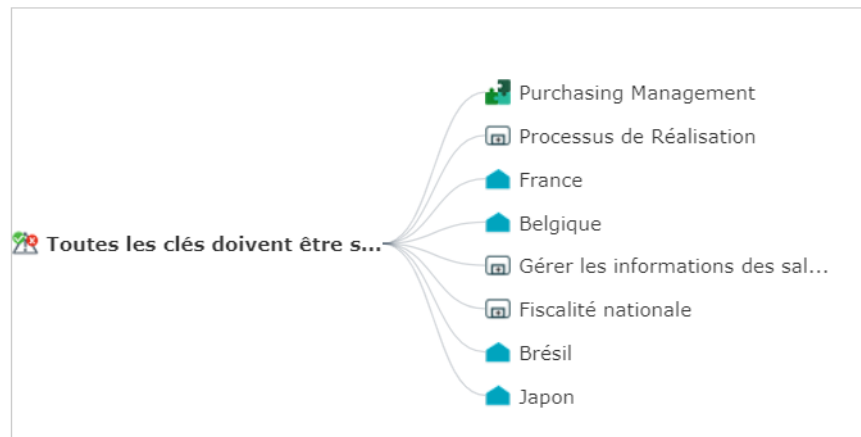 Purchasing Management
Processus de Réalisation
France
Belgique
Toutes les clés doivent être s...
Gérer les informations des sal...
Fiscalité nationale
Brésil
Japon